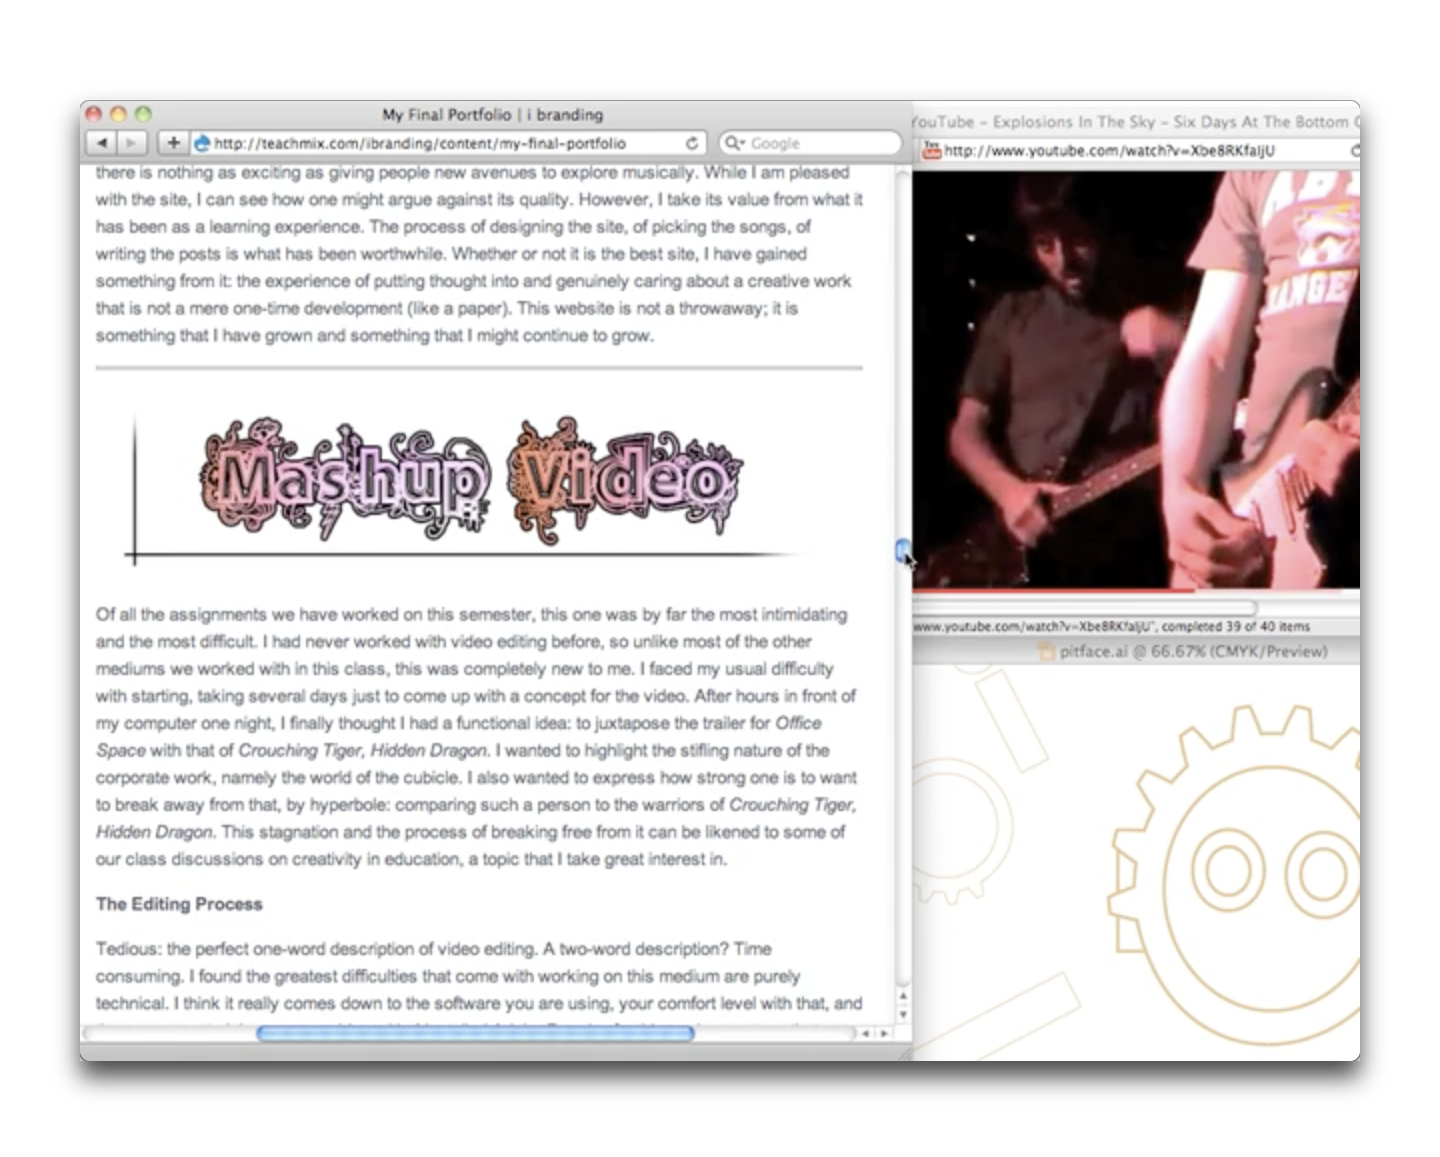 My Final Portfolio | i branding
http://teachmix.com/ibranding/content/my-final-portfolio
Google
there is nothing as exciting as giving people new avenues to explore musically. While I am pleased
with the site, I can see how one might argue against its quality. However, I take its value from what it
has been as a learning experience. The process of designing the site, of picking the songs, of
writing the posts is what has been worthwhile. Whether or not it is the best site, I have gained
something from it: the experience of putting thought into and genuinely caring about a creative work
that is not a mere one-time development (like a paper). This website is not a throwaway; it is
something that I have grown and something that I might continue to grow.
Mashup Video
Of all the assignments we have worked on this semester, this one was by far the most intimidating
and the most difficult. I had never worked with video editing before, so unlike most of the other
mediums we worked with in this class, this was completely new to me. I faced my usual difficulty
with starting, taking several days just to come up with a concept for the video. After hours in front of
my computer one night, I finally thought I had a functional idea: to juxtapose the trailer for Office
Space with that of Crouching Tiger, Hidden Dragon. I wanted to highlight the stifling nature of the
corporate work, namely the world of the cubicle. I also wanted to express how strong one is to want
to break away from that, by hyperbole: comparing such a person to the warriors of Crouching Tiger,
Hidden Dragon. This stagnation and the process of breaking free from it can be likened to some of
our class discussions on creativity in education, a topic that I take great interest in.
The Editing Process
Tedious: the perfect one-word description of video editing. A two-word description? Time
consuming. I found the greatest difficulties that come with working on this medium are purely
technical. I think it really comes down to the software you are using, your comfort level with that, and
YouTube – Explosions In The Sky – Six Days At The Bottom
http://www.youtube.com/watch?v=Xbe8RKfaIjU
www.youtube.com/watch?v=Xbe8RKfaIjU", completed 39 of 40 items
pitface.ai @ 66.67% (CMYK/Preview)